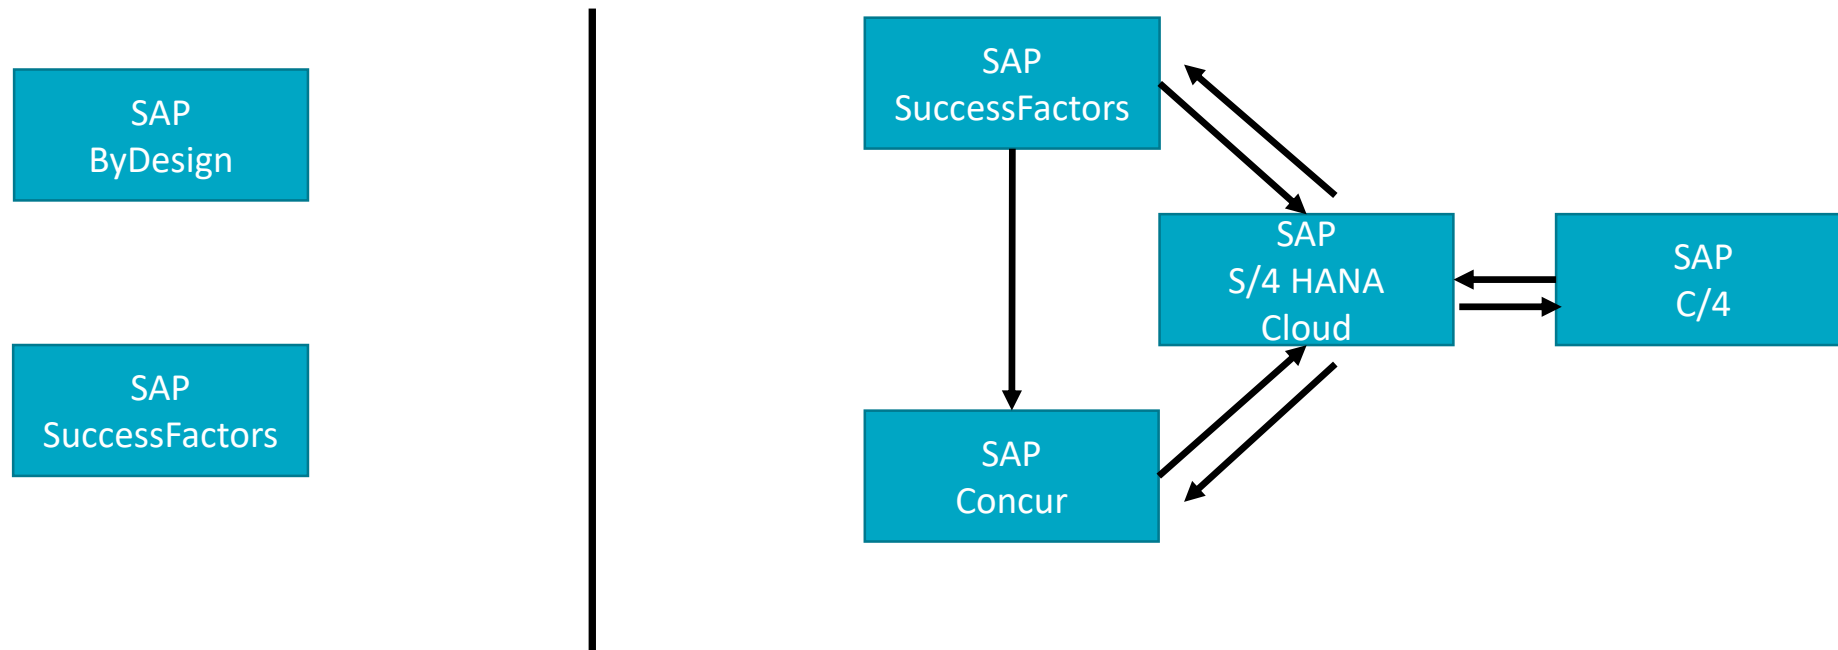 SAP
ByDesign
SAP
SuccessFactors
SAP
SuccessFactors
SAP
S/4 HANA
Cloud
SAP
C/4
SAP
Concur